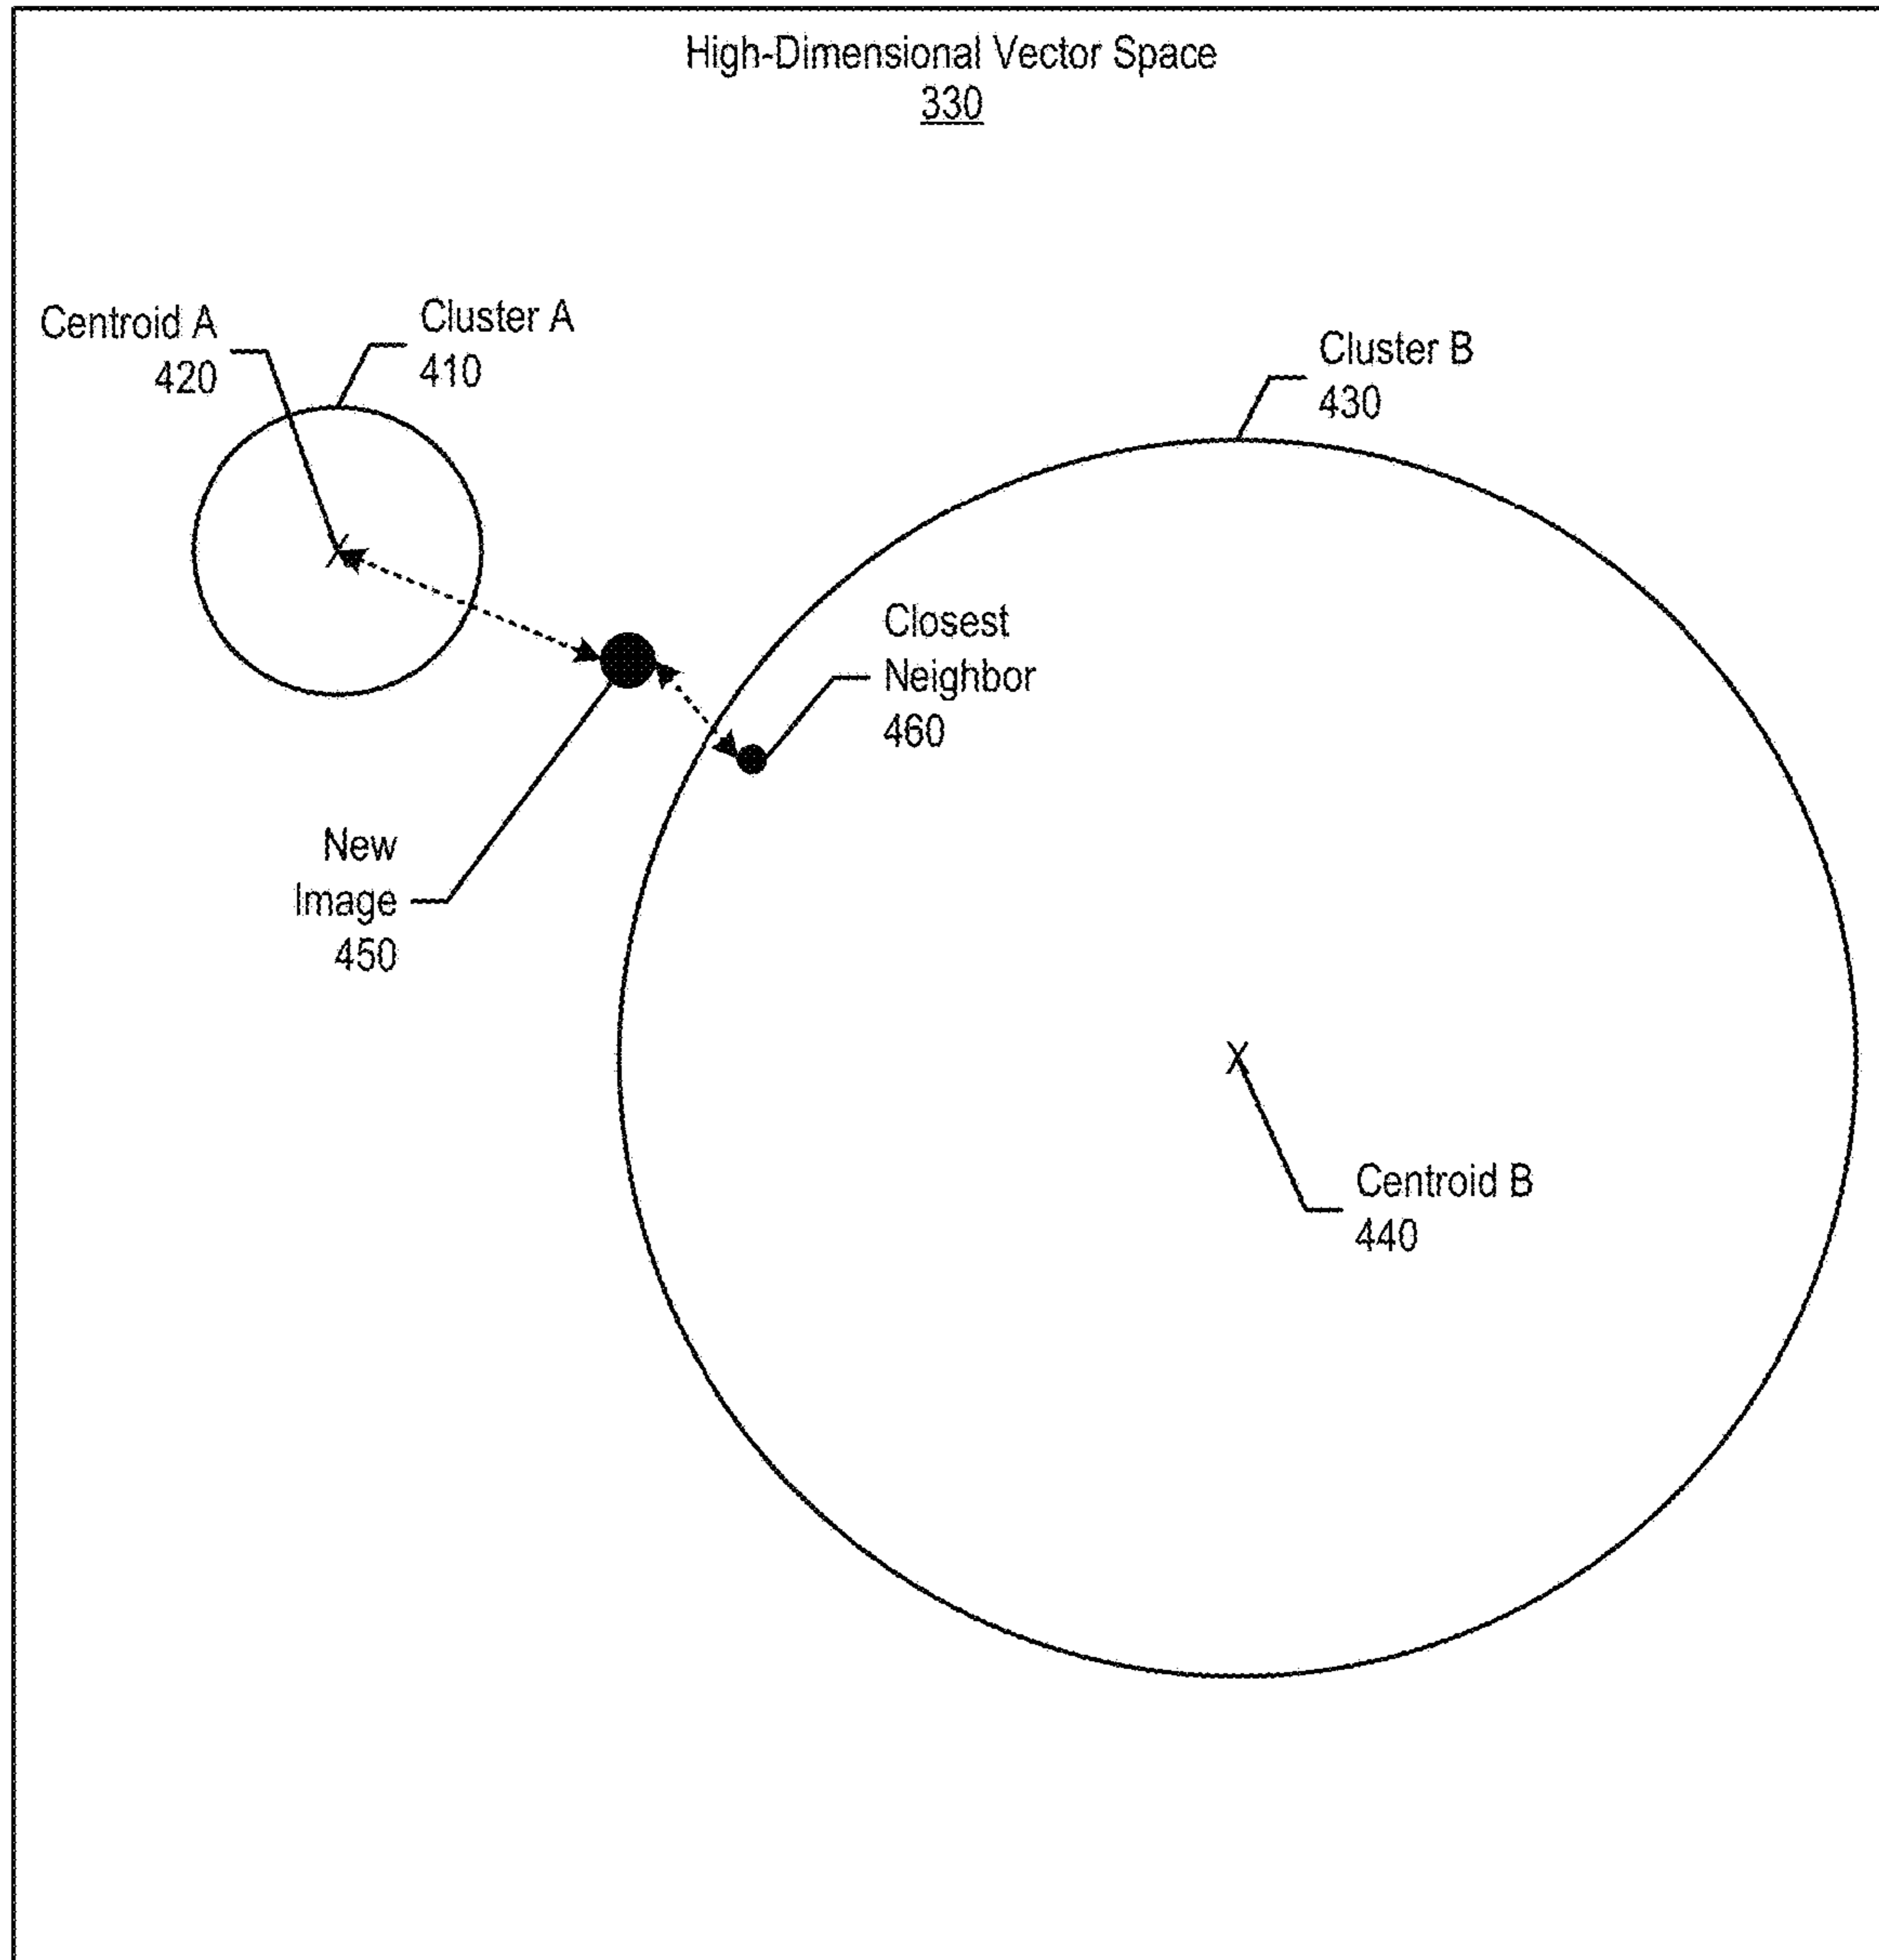 High-Dimensional Vector Space
330
Centroid A
420
Cluster A
410
Cluster B
430
Closest
Neighbor
460
New
Image
450
X
Centroid B
440